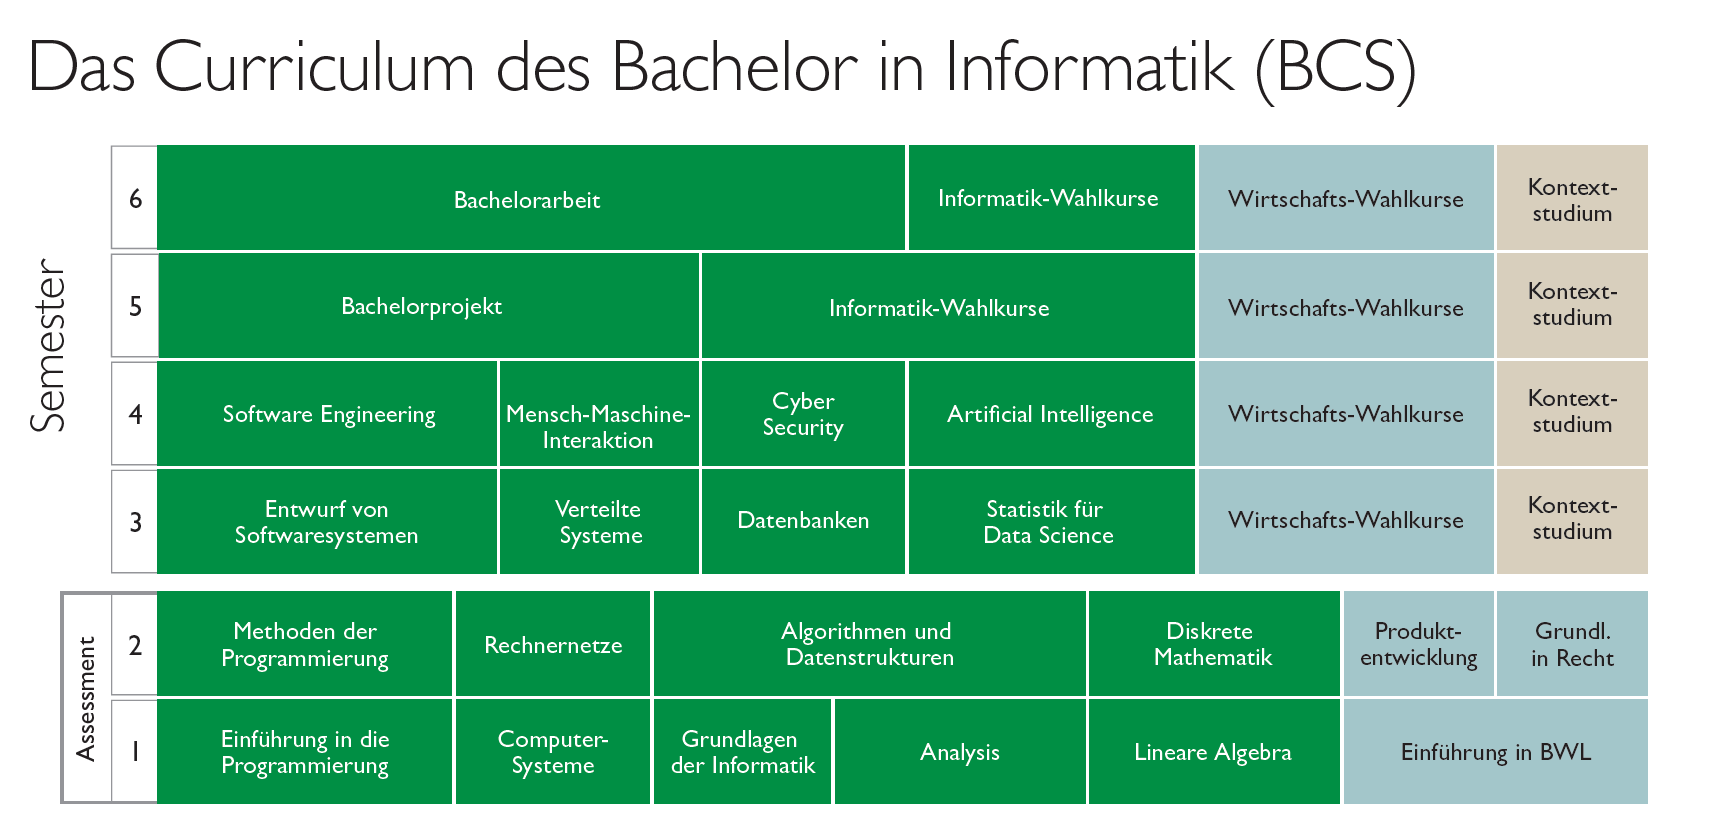 Das Curriculum des Bachelor in Informatik (BCS)
Semester
6
Bachelorarbeit
Informatik-Wahlkurse
Wirtschafts-Wahlkurse
Kontext-
studium
5
Bachelorprojekt
Informatik-Wahlkurse
Wirtschafts-Wahlkurse
Kontext-
studium
4
Software Engineering
Mensch-Maschine-
Interaktion
Cyber
Security
Artificial Intelligence
Wirtschafts-Wahlkurse
Kontext-
studium
3
Entwurf von
Softwaresystemen
Verteilte
Systeme
Datenbanken
Statistik für
Data Science
Wirtschafts-Wahlkurse
Kontext-
studium
Assessment
2
Methoden der
Programmierung
Rechnernetze
Algorithmen und
Datenstrukturen
Diskrete
Mathematik
Produkt-
entwicklung
Grundl.
in Recht
1
Einführung in die
Programmierung
Computer-
Systeme
Grundlagen
der Informatik
Analysis
Lineare Algebra
Einführung in BWL